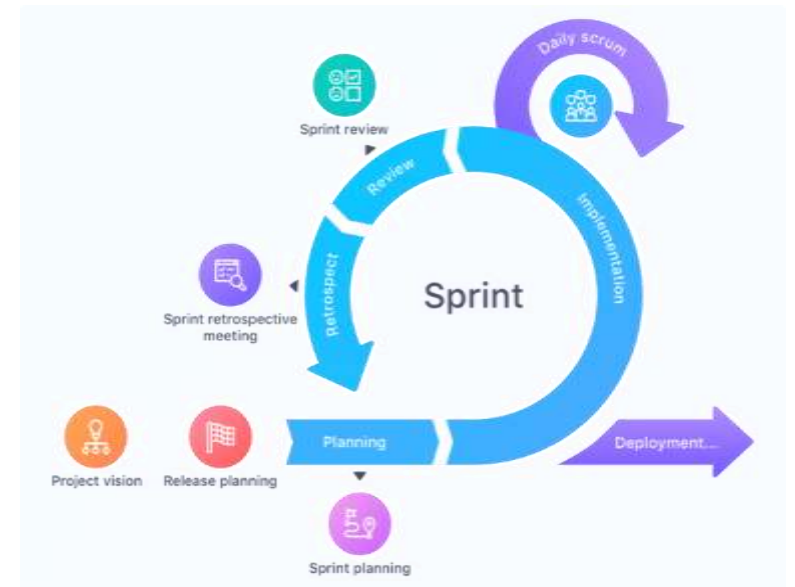 Daily scrum
Sprint review
Review
Implementation
Retrospect
Sprint
Sprint retrospective
meeting
Planning
Deployment...
Project vision
Release planning
Sprint planning